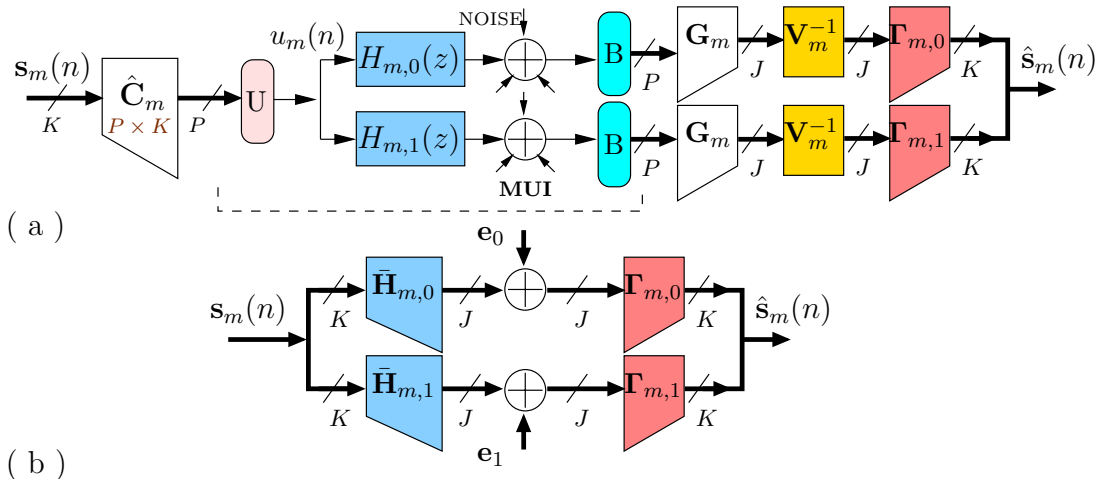 NOISE
s_m(n) Ĉ_m P × K K P U u_m(n) H_{m,0}(z) B P G_m J V_m^{-1} J Γ_{m,0} K ŝ_m(n)
H_{m,1}(z) B P G_m J V_m^{-1} J Γ_{m,1} K
MUI
( a )
e_0
s_m(n) K H̄_{m,0} J J Γ_{m,0} K ŝ_m(n)
K H̄_{m,1} J J Γ_{m,1} K
e_1
( b )